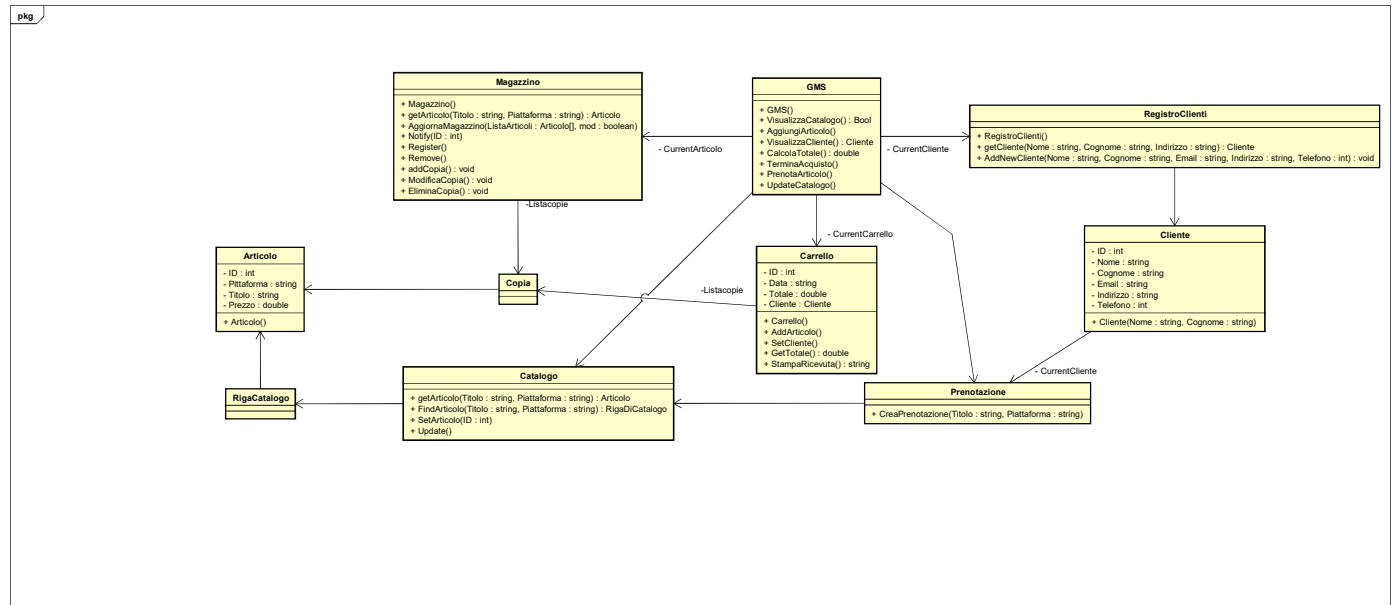 pkg
Magazzino
+ Magazzino()
+ getArticolo(Titolo : string, Piattaforma : string) : Articolo
+ AggiornaMagazzino(ListaArticoli : Articolo[], mod : boolean)
+ Notify(ID : int)
+ Register()
+ Remove()
+ addCopia() : void
+ ModificaCopia() : void
+ EliminaCopia() : void
GMS
+ GMS()
+ VisualizzaCatalogo() : Bool
+ AggiungiArticolo()
+ VisualizzaCliente() : Cliente
+ CalcolaTotale() : double
+ TerminaAcquisto()
+ PrenotaArticolo()
+ UpdateCatalogo()
RegistroClienti
+ RegistroClienti()
+ getCliente(Nome : string, Cognome : string, Indirizzo : string) : Cliente
+ AddNewCliente(Nome : string, Cognome : string, Email : string, Indirizzo : string, Telefono : int) : void
- CurrentArticolo
- CurrentCliente
-Listacopie
- CurrentCarrello
Articolo
- ID : int
- Pittaforma : string
- Titolo : string
- Prezzo : double
+ Articolo()
Copia
-Listacopie
Carrello
- ID : int
- Data : string
- Totale : double
- Cliente : Cliente
+ Carrello()
+ AddArticolo()
+ SetCliente()
+ GetTotale() : double
+ StampaRicevuta() : string
Cliente
- ID : int
- Nome : string
- Cognome : string
- Email : string
- Indirizzo : string
- Telefono : int
+ Cliente(Nome : string, Cognome : string)
- CurrentCliente
RigaCatalogo
Catalogo
+ getArticolo(Titolo : string, Piattaforma : string) : Articolo
+ FindArticolo(Titolo : string, Piattaforma : string) : RigaDiCatalogo
+ SetArticolo(ID : int)
+ Update()
Prenotazione
+ CreaPrenotazione(Titolo : string, Piattaforma : string)